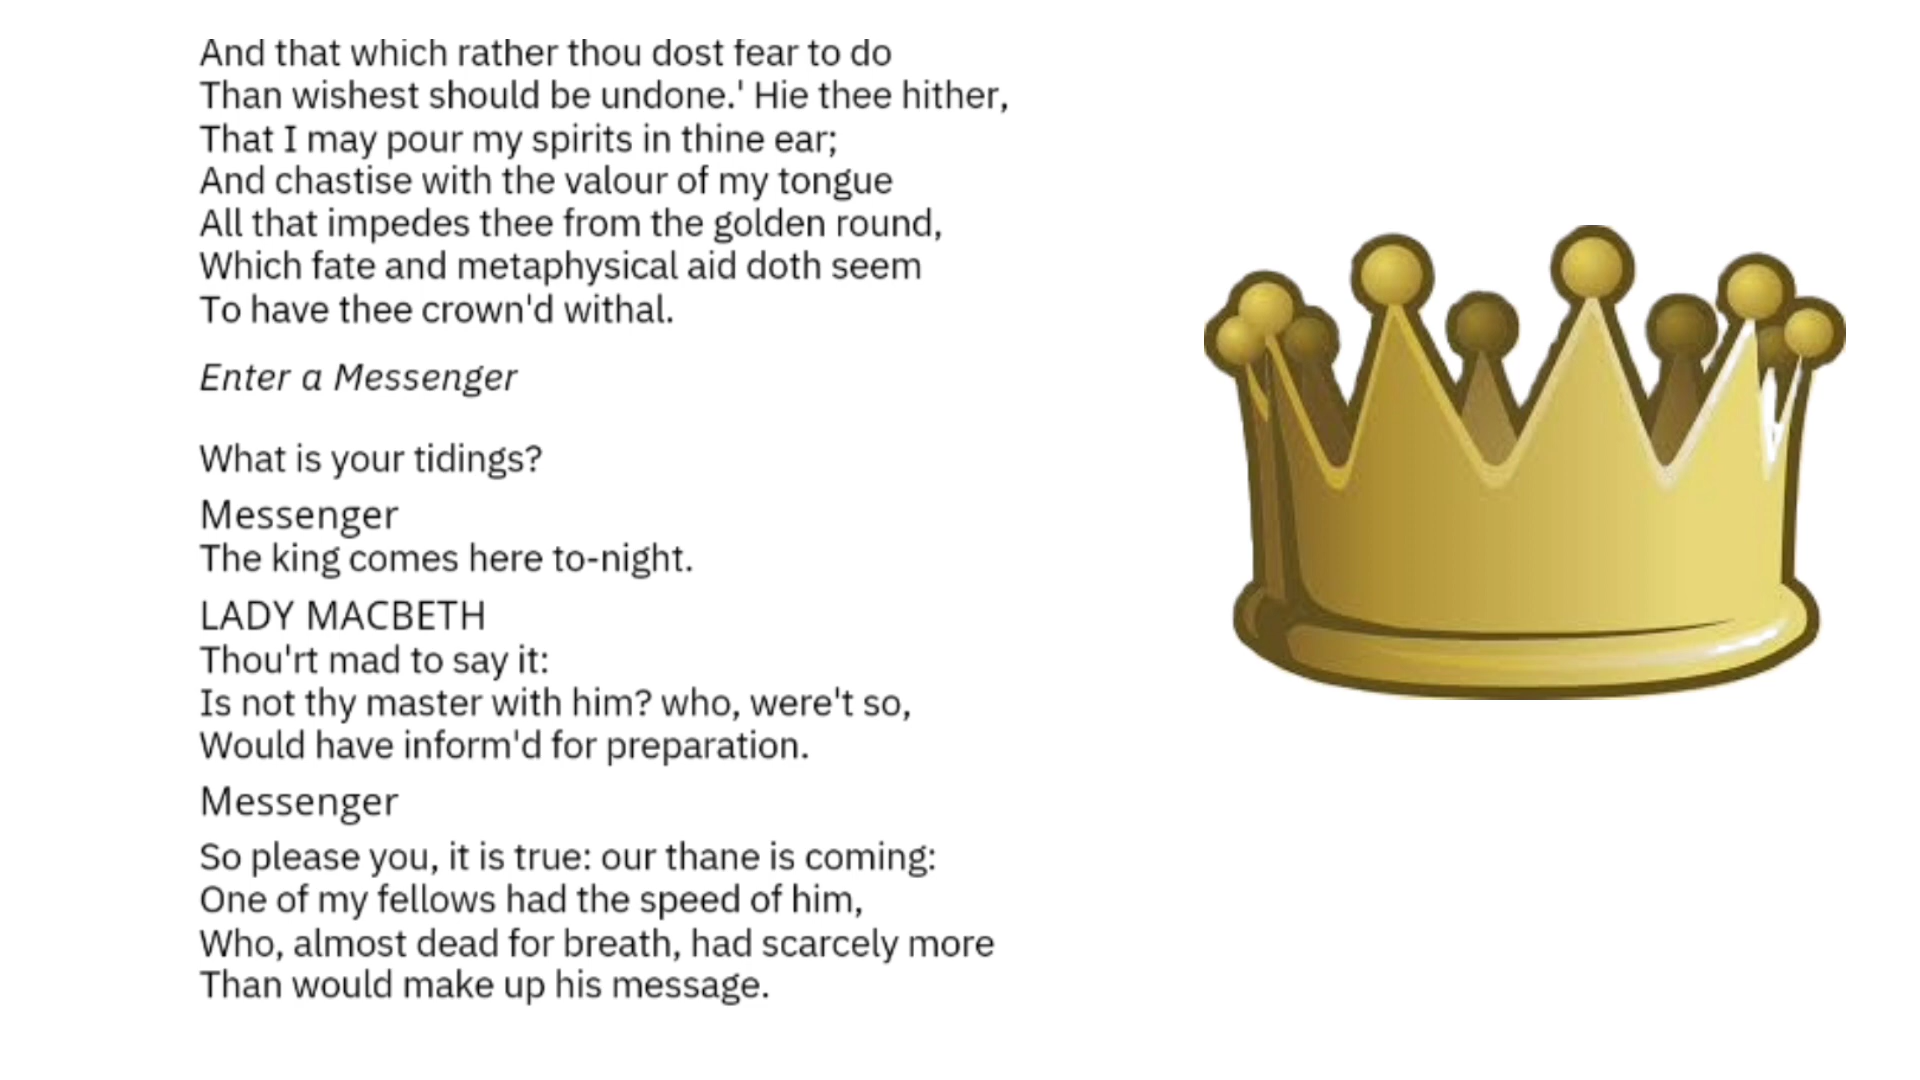 And that which rather thou dost fear to do
Than wishest should be undone.' Hie thee hither,
That I may pour my spirits in thine ear;
And chastise with the valour of my tongue
All that impedes thee from the golden round,
Which fate and metaphysical aid doth seem
To have thee crown'd withal.
Enter a Messenger
What is your tidings?
Messenger
The king comes here to-night.
LADY MACBETH
Thou'rt mad to say it:
Is not thy master with him? who, were't so,
Would have inform'd for preparation.
Messenger
So please you, it is true: our thane is coming:
One of my fellows had the speed of him,
Who, almost dead for breath, had scarcely more
Than would make up his message.